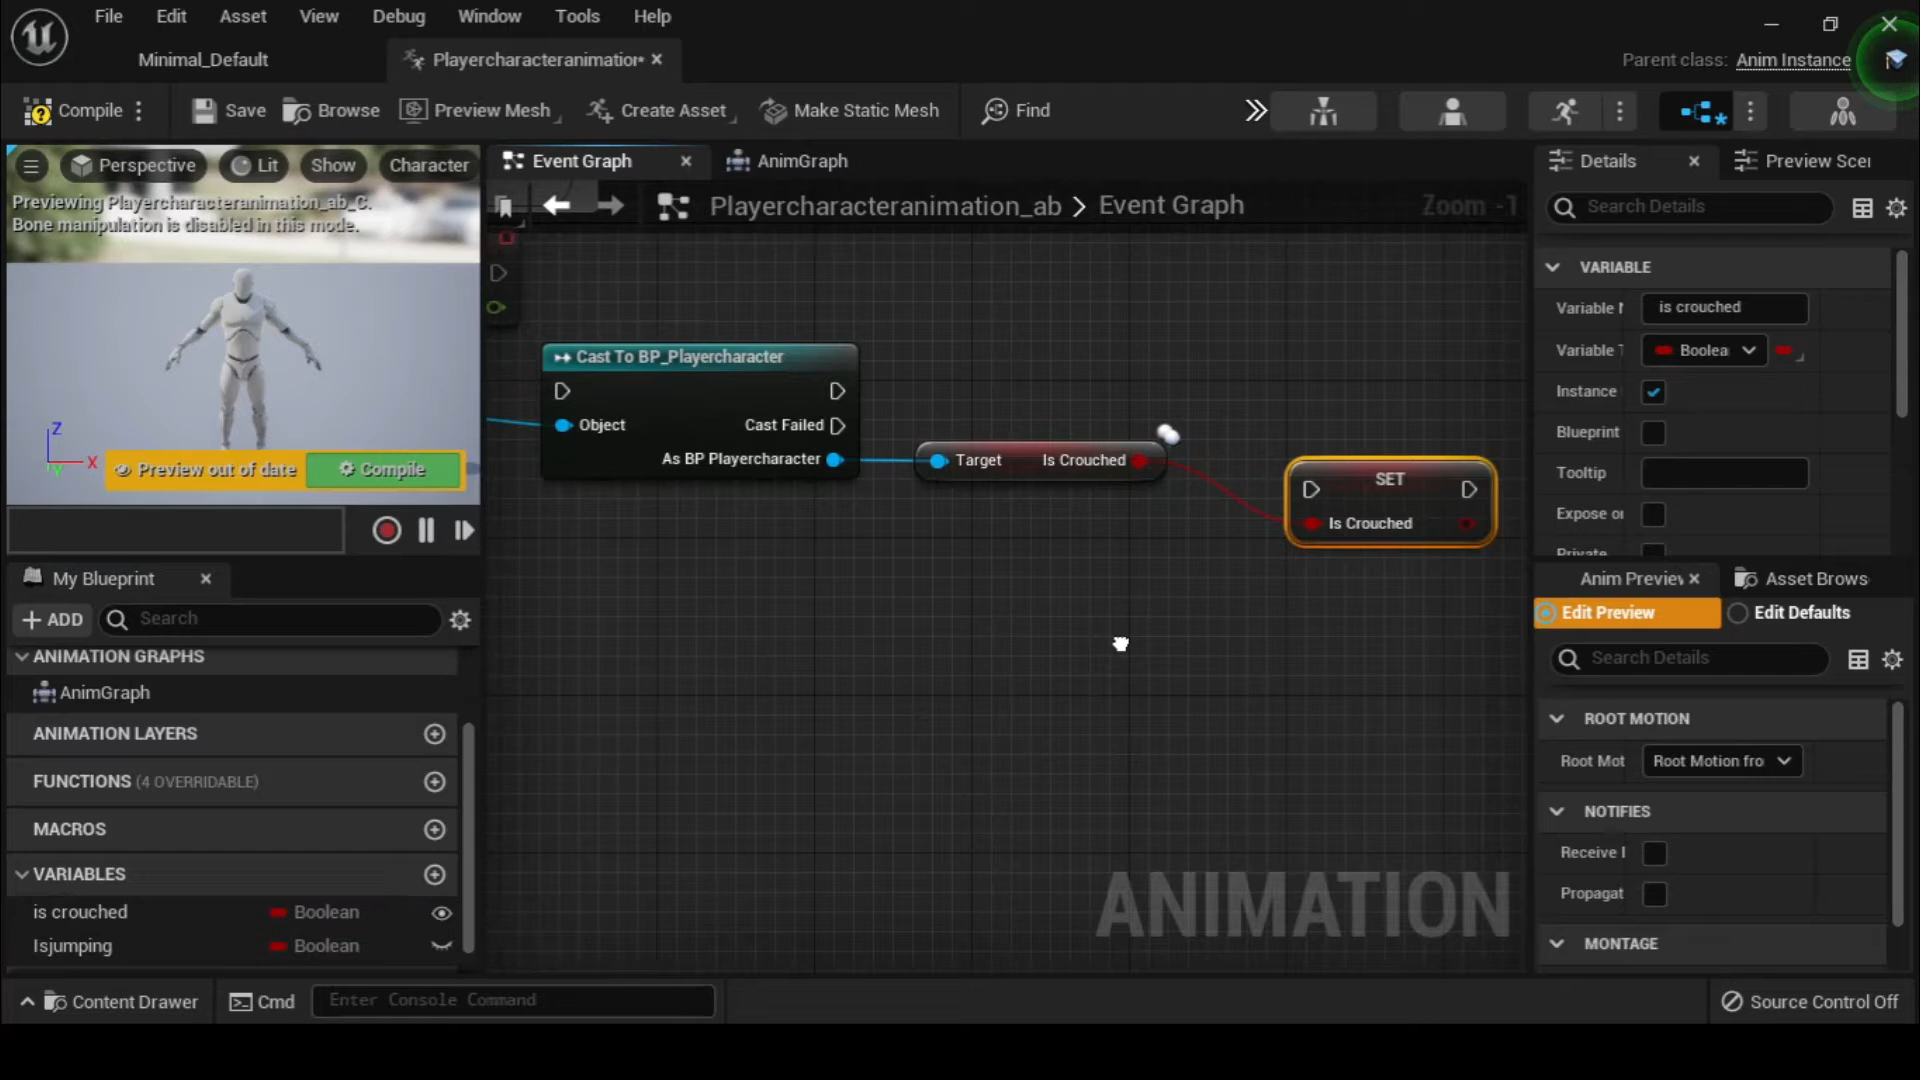 File Edit Asset View Debug Window Tools Help
Minimal_Default
Playercharacteranimation•
Parent class: Anim Instance
Compile
Save
Browse
Preview Mesh
Create Asset
Make Static Mesh
Find
Perspective
Lit
Show
Character
Previewing Playercharacteranimation_ab_C.
Bone manipulation is disabled in this mode.
Z
X
Y
Preview out of date
Compile
Event Graph
AnimGraph
Playercharacteranimation_ab > Event Graph
Zoom -1
Cast To BP_Playercharacter
Object
Cast Failed
As BP Playercharacter
Target
Is Crouched
SET
Is Crouched
ANIMATION
My Blueprint
ADD
Search
ANIMATION GRAPHS
AnimGraph
ANIMATION LAYERS
FUNCTIONS (4 OVERRIDABLE)
MACROS
VARIABLES
is crouched Boolean
Isjumping Boolean
Details
Preview Scei
Search Details
VARIABLE
Variable N is crouched
Variable T Boolea
Instance
Blueprint
Tooltip
Expose or
Private
Anim Previev
Asset Brows
Edit Preview
Edit Defaults
Search Details
ROOT MOTION
Root Mot Root Motion fro
NOTIFIES
Receive I
Propagat
MONTAGE
Content Drawer
Cmd
Enter Console Command
Source Control Off